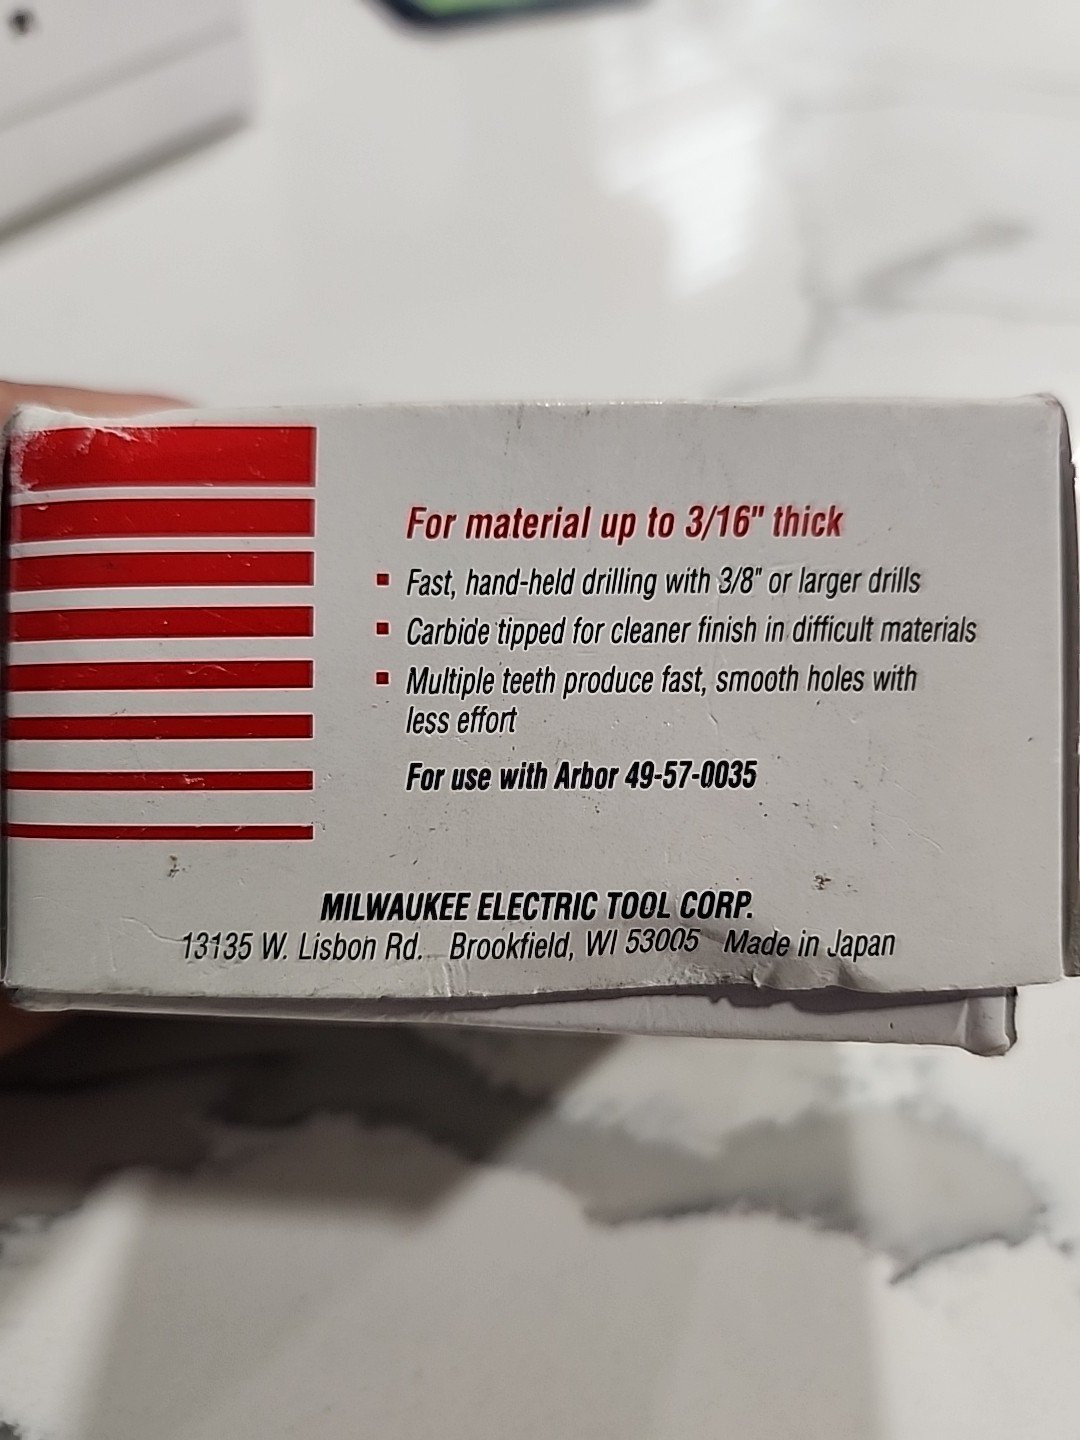 For material up to 3/16" thick
▪ Fast, hand-held drilling with 3/8" or larger drills
▪ Carbide tipped for cleaner finish in difficult materials
▪ Multiple teeth produce fast, smooth holes with
less effort
For use with Arbor 49-57-0035
MILWAUKEE ELECTRIC TOOL CORP.
13135 W. Lisbon Rd. Brookfield, WI 53005 Made in Japan